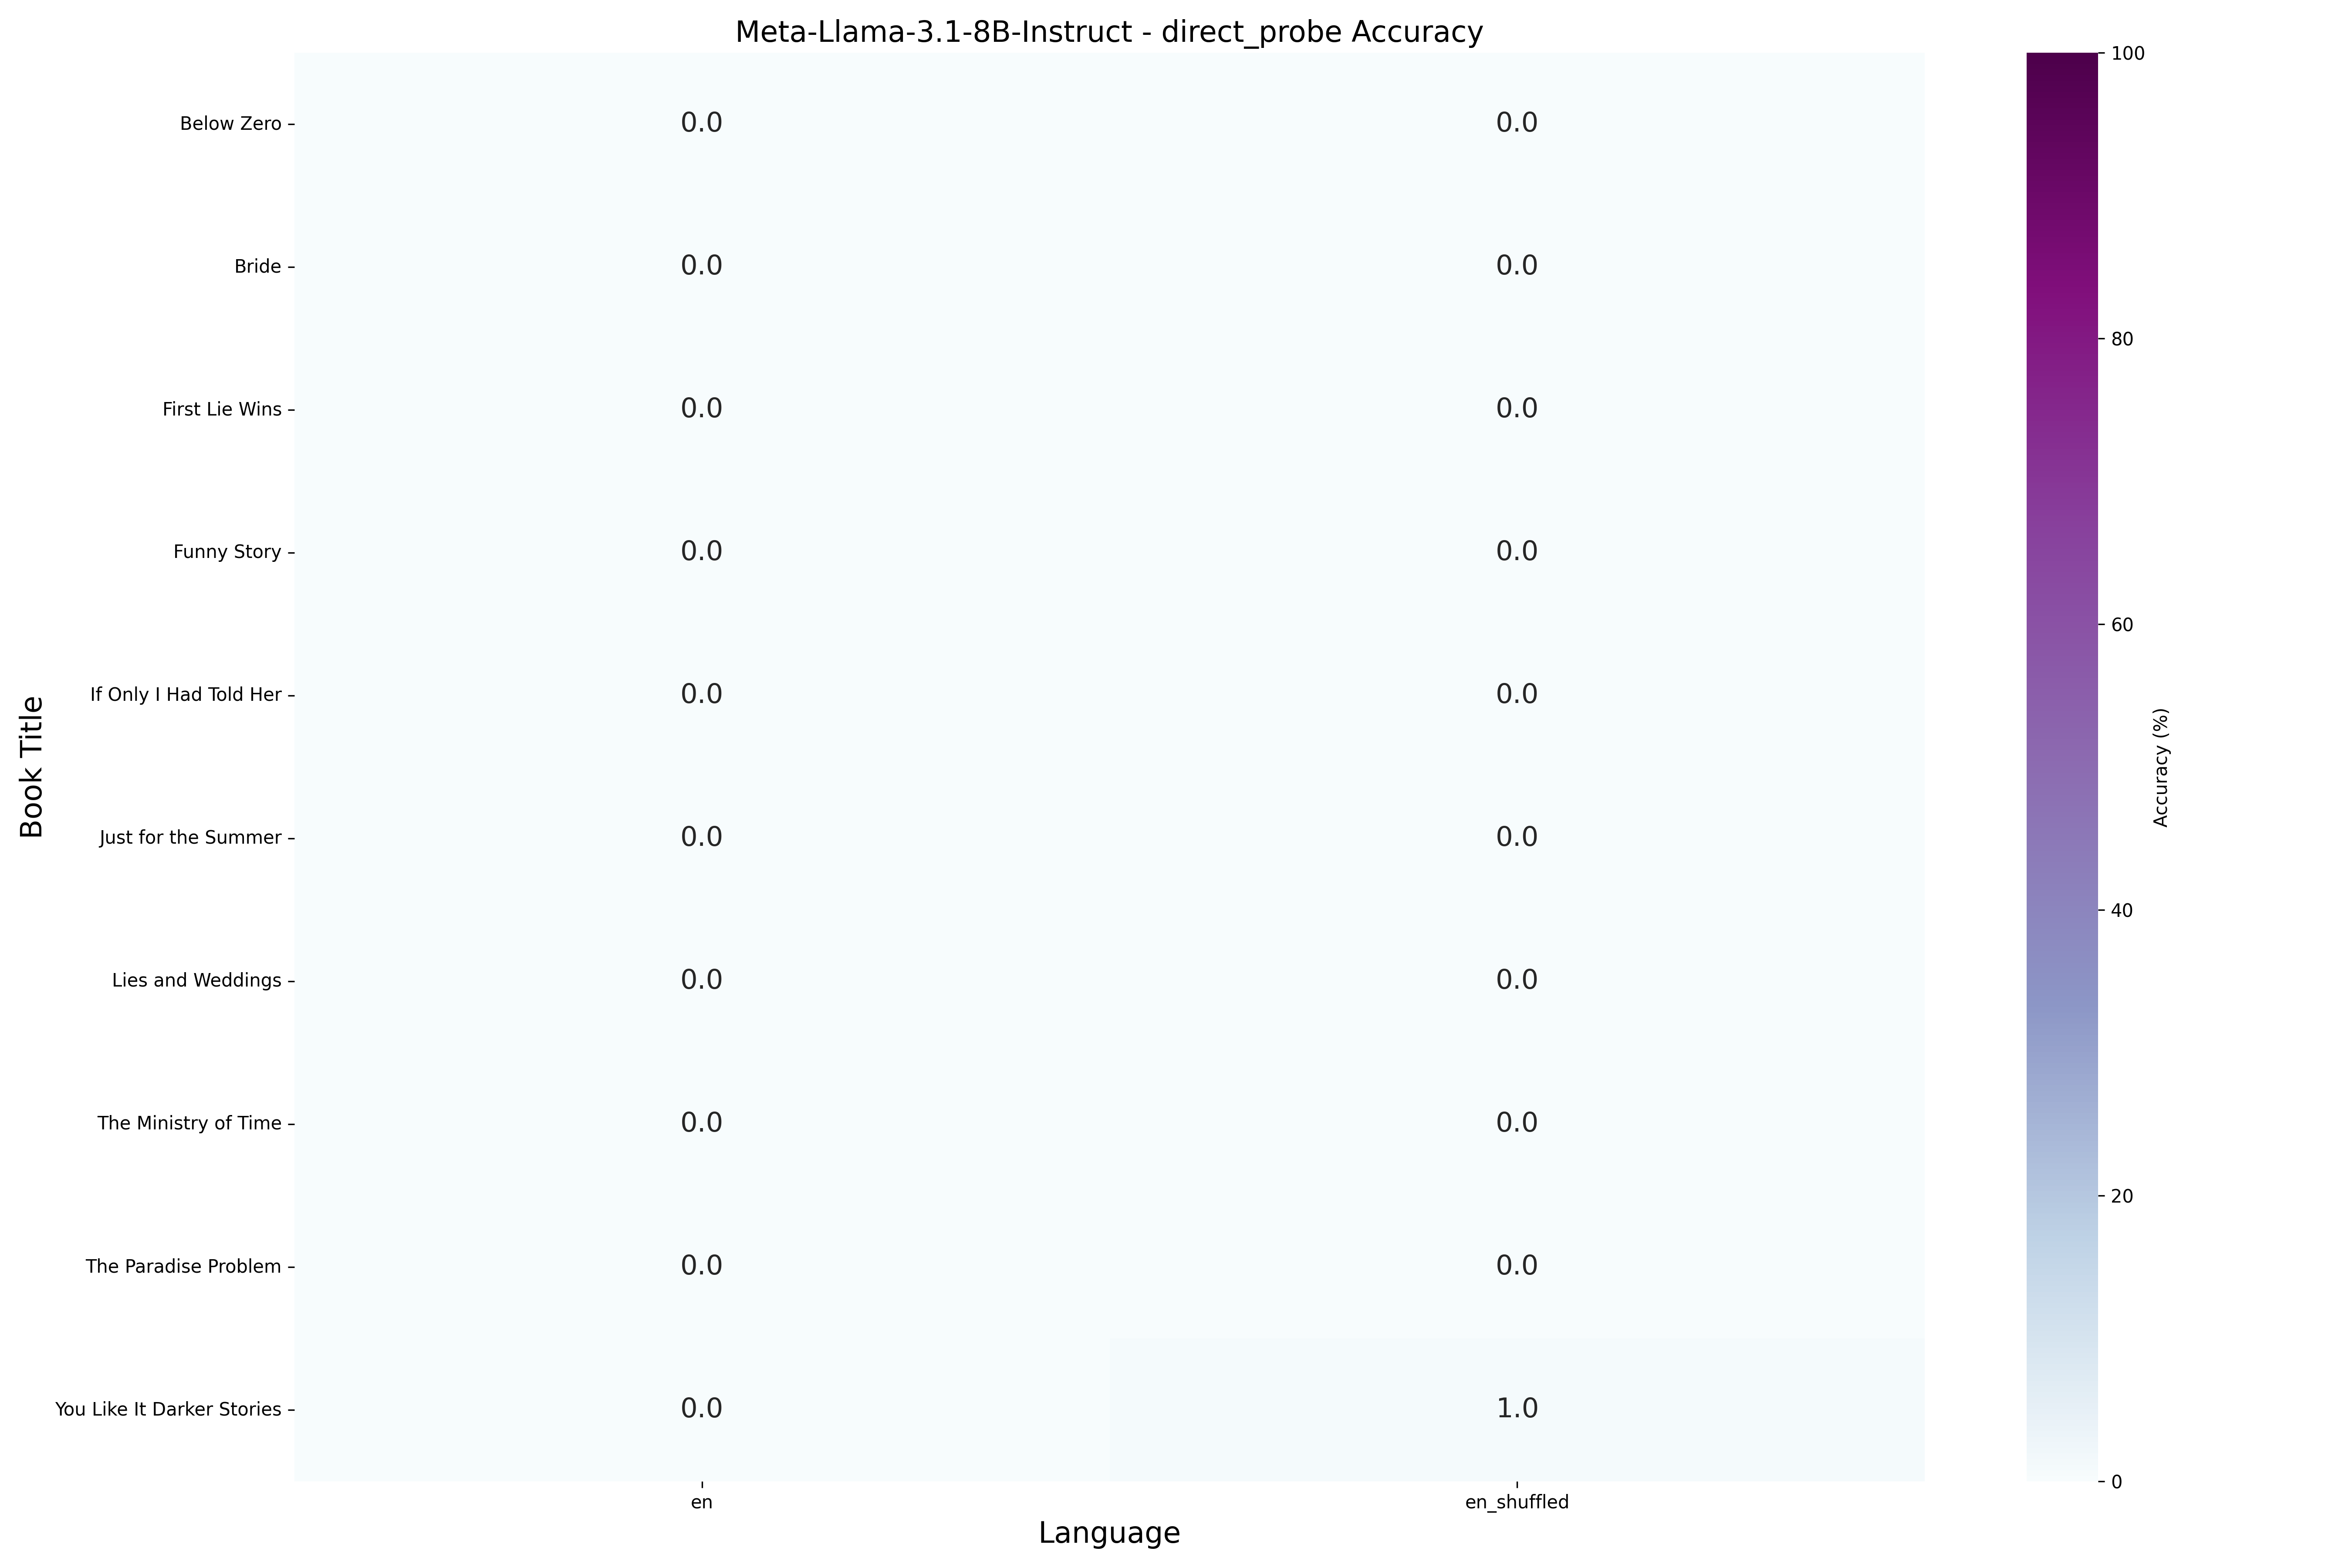 Meta-Llama-3.1-8B-Instruct - direct_probe Accuracy
Book Title
Below Zero 0.0 0.0
Bride 0.0 0.0
First Lie Wins 0.0 0.0
Funny Story 0.0 0.0
If Only I Had Told Her 0.0 0.0
Just for the Summer 0.0 0.0
Lies and Weddings 0.0 0.0
The Ministry of Time 0.0 0.0
The Paradise Problem 0.0 0.0
You Like It Darker Stories 0.0 1.0
en en_shuffled
Language
100
80
60
40
20
0
Accuracy (%)